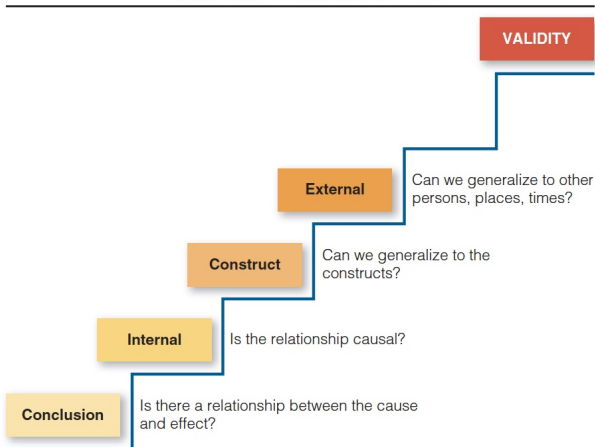 VALIDITY
External
Can we generalize to other
persons, places, times?
Construct
Can we generalize to the
constructs?
Internal
Is the relationship causal?
Conclusion
Is there a relationship between the cause
and effect?